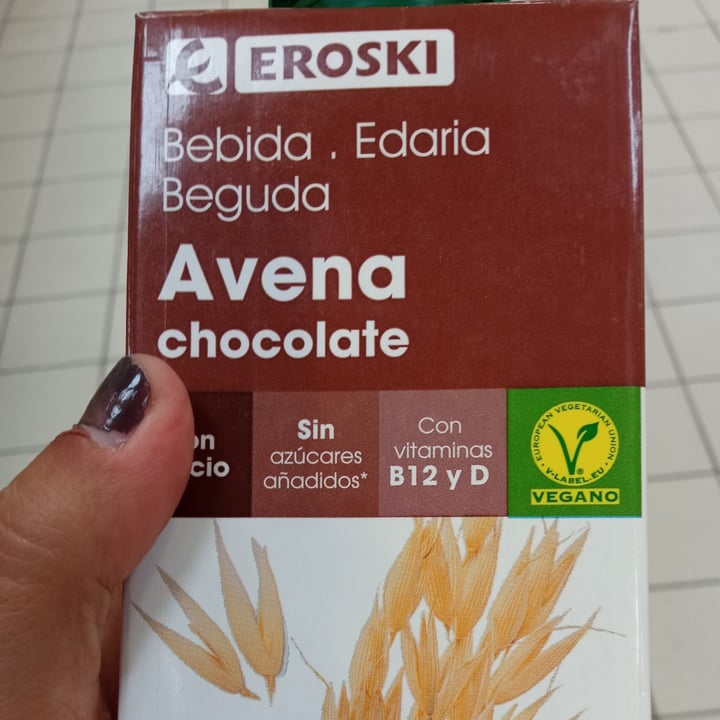 EROSKI
Bebida . Edaria
Beguda
Avena
chocolate
Sin
azúcares
añadidos*
Con
vitaminas
B12 y D
EUROPEAN VEGETARIAN UNION
V-LABEL.EU
VEGANO